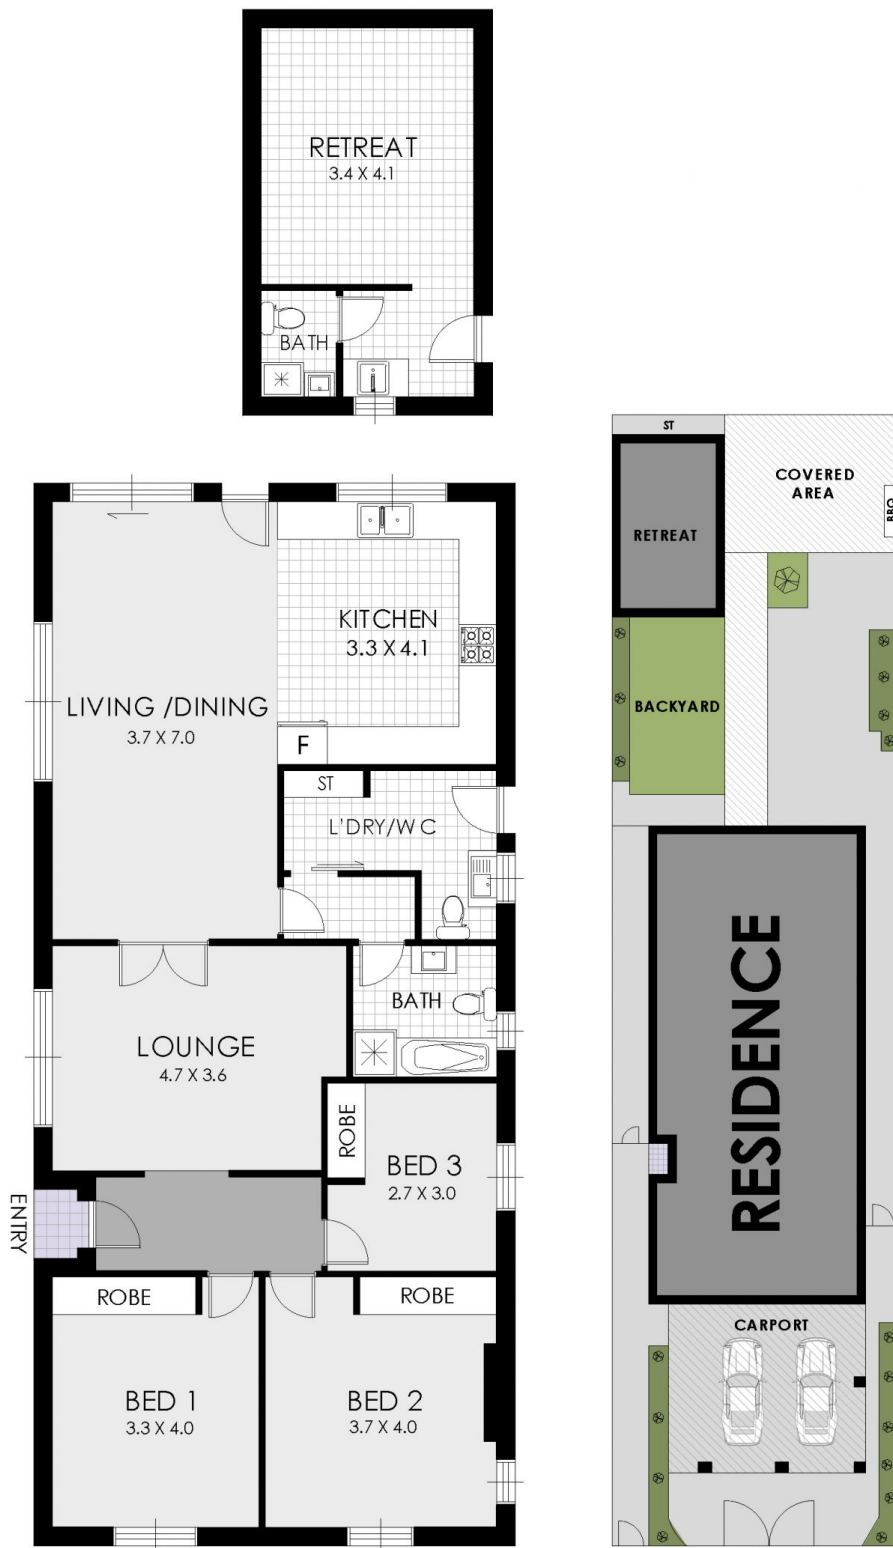 RETREAT
3.4 X 4.1
BATH
KITCHEN
3.3 X 4.1
LIVING /DINING
3.7 X 7.0
F
ST
L'DRY/WC
BATH
LOUNGE
4.7 X 3.6
ROBE
BED 3
2.7 X 3.0
ENTRY
ROBE
ROBE
BED 1
3.3 X 4.0
BED 2
3.7 X 4.0
ST
COVERED
AREA
BBQ
RETREAT
BACKYARD
RESIDENCE
CARPORT